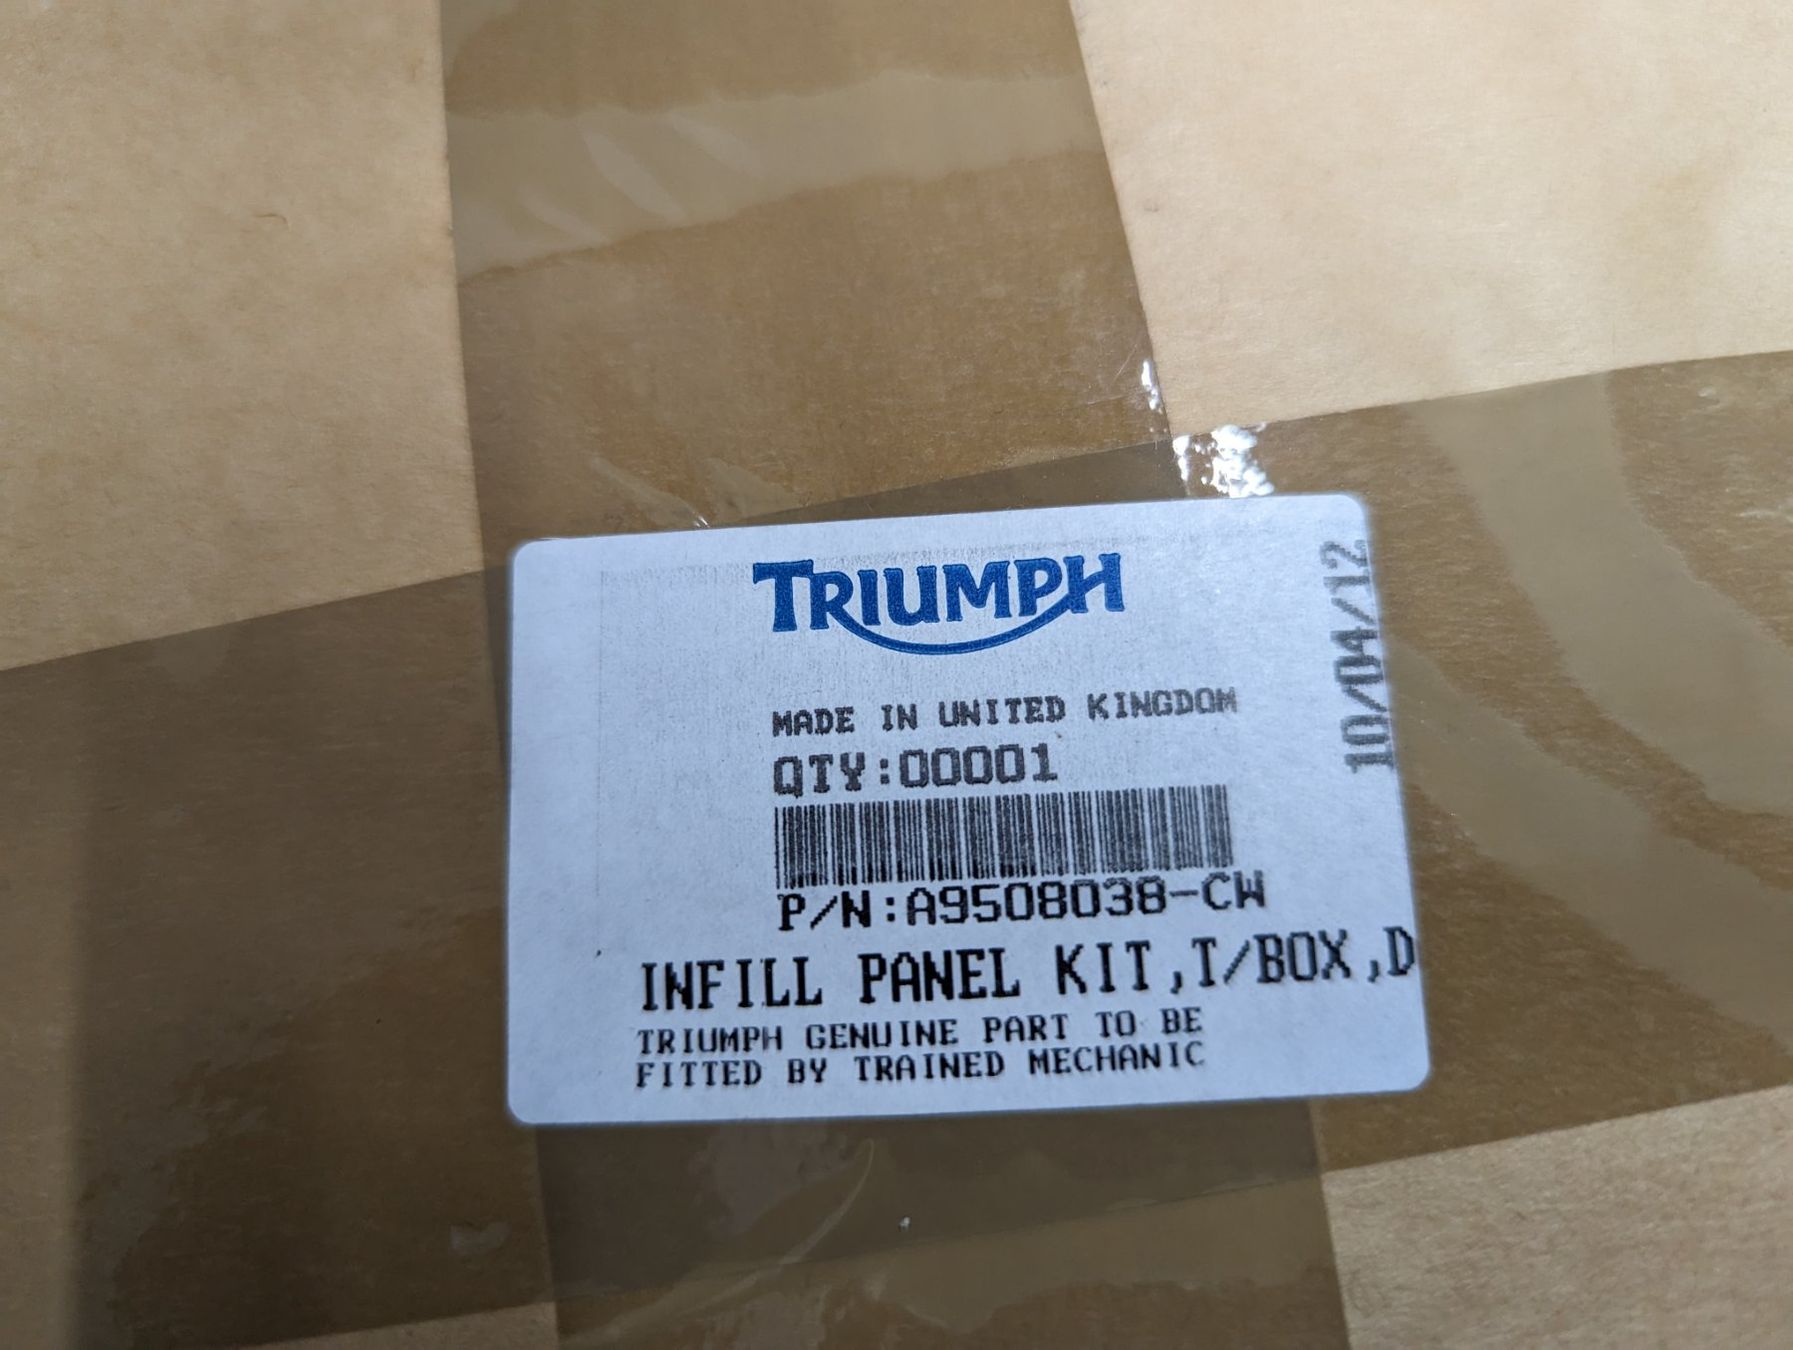 TRIUMPH
10/04/12
MADE IN UNITED KINGDOM
QTY:00001
P/N:A9508038-CW
INFILL PANEL KIT,T/BOX,D
TRIUMPH GENUINE PART TO BE
FITTED BY TRAINED MECHANIC